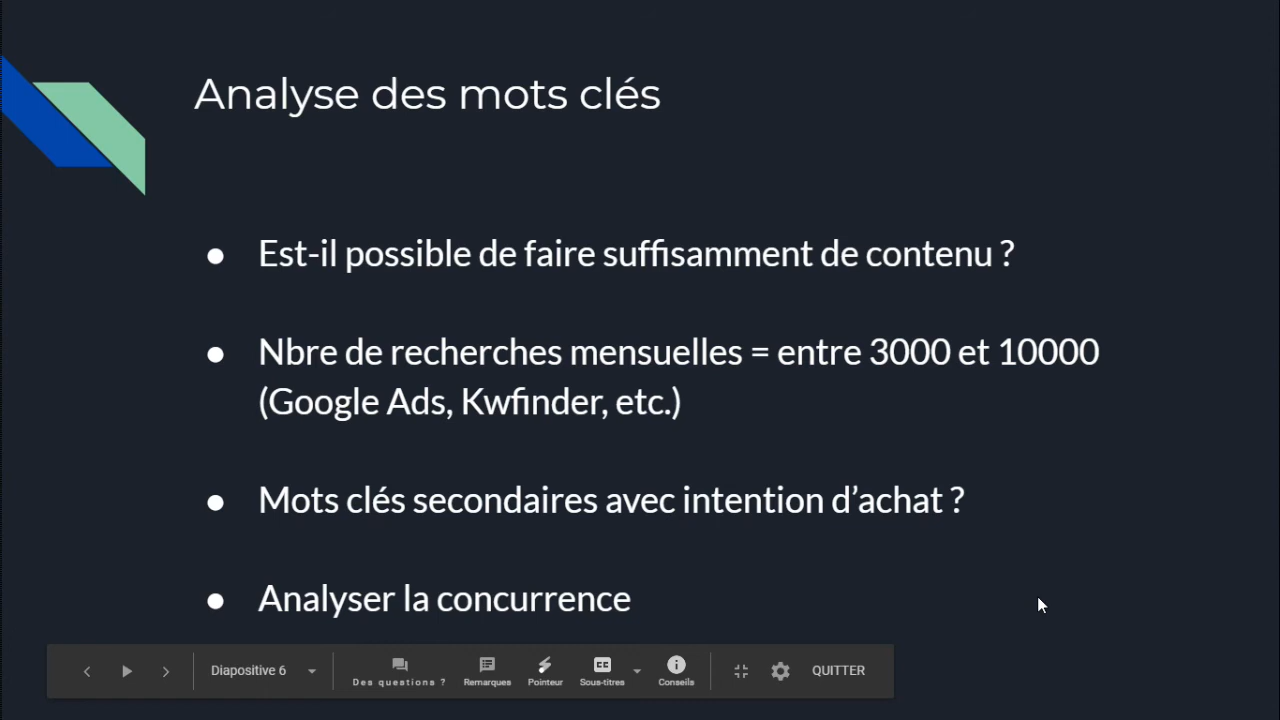 Analyse des mots clés
● Est-il possible de faire suffisamment de contenu ?
● Nbre de recherches mensuelles = entre 3000 et 10000
(Google Ads, Kwfinder, etc.)
● Mots clés secondaires avec intention d’achat ?
● Analyser la concurrence
Diapositive 6
Des questions ?
Remarques
Pointeur
CC
Sous-titres
Conseils
QUITTER